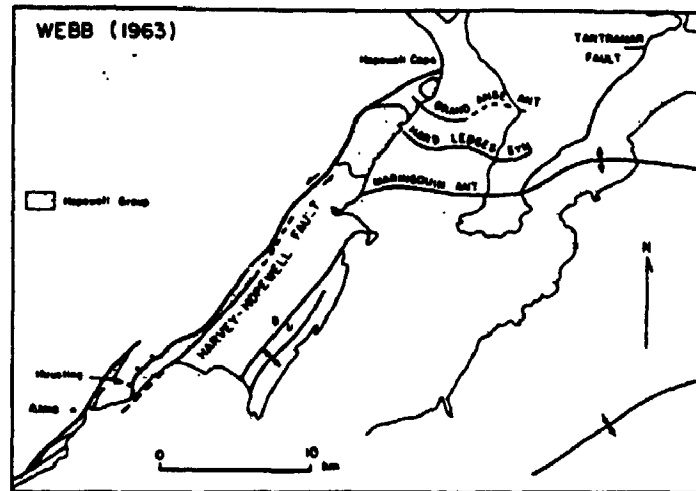 WEBB (1963)
TANTRAMAR
FAULT
Hopewell Cape
GRAND ANSE ANT
HARD LEDGES SYN
MARINGOUIN ANT
Hopewell Group
HARVEY-HOPEWELL FAULT
N
Thrusting
Alma
0 10
km